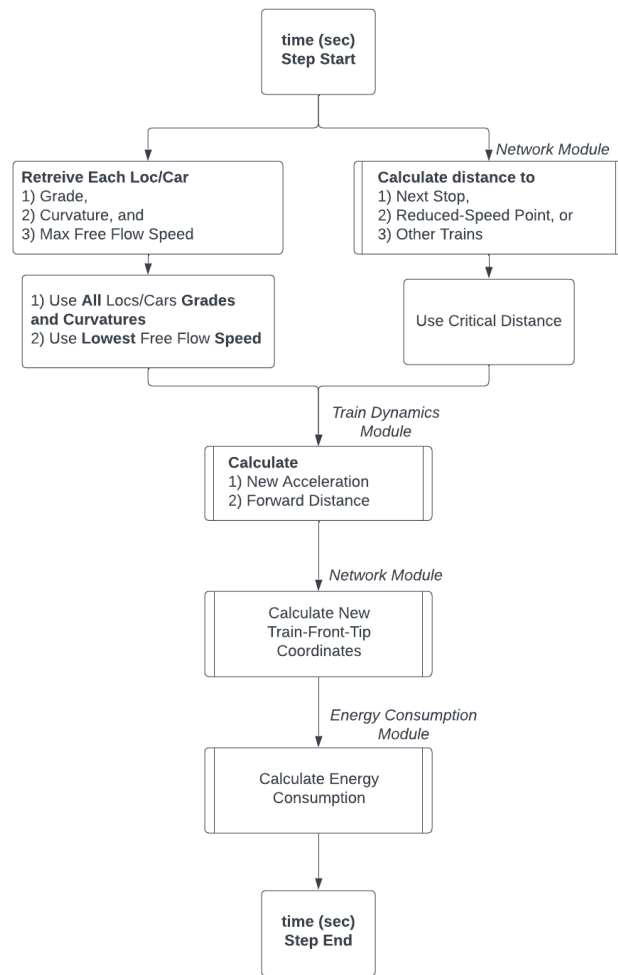 time (sec)
Step Start
Network Module
Retreive Each Loc/Car
1) Grade,
2) Curvature, and
3) Max Free Flow Speed
Calculate distance to
1) Next Stop,
2) Reduced-Speed Point, or
3) Other Trains
1) Use All Locs/Cars Grades
and Curvatures
2) Use Lowest Free Flow Speed
Use Critical Distance
Train Dynamics
Module
Calculate
1) New Acceleration
2) Forward Distance
Network Module
Calculate New
Train-Front-Tip
Coordinates
Energy Consumption
Module
Calculate Energy
Consumption
time (sec)
Step End